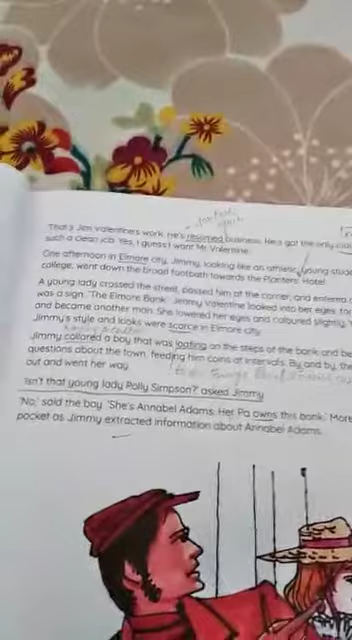 That's Jim Valentine's work. He's resumed business. He's got the only
such a clean job. Yes, I guess I want Mr. Valentine.
One afternoon in Elmore city, Jimmy, looking like an athletic young
college, went down the broad footbath towards the Planters' Hotel.
A young lady crossed the street, passed him at the corner, and
was a sign. 'The Elmore Bank.' Jimmy Valentine looked into her eyes,
and became another man. She lowered her eyes and coloured slightly.
Jimmy's style and looks were scarce in Elmore city.
Jimmy collared a boy that was loafing on the steps of the bank and
questions about the town, feeding him coins at intervals. By and by, the
out and went her way.
'Isn't that young lady Polly Simpson?' asked Jimmy.
'No,' said the boy. 'She's Annabel Adams. Her Pa owns this bank.'
pocket as Jimmy extracted information about Annabel Adams.